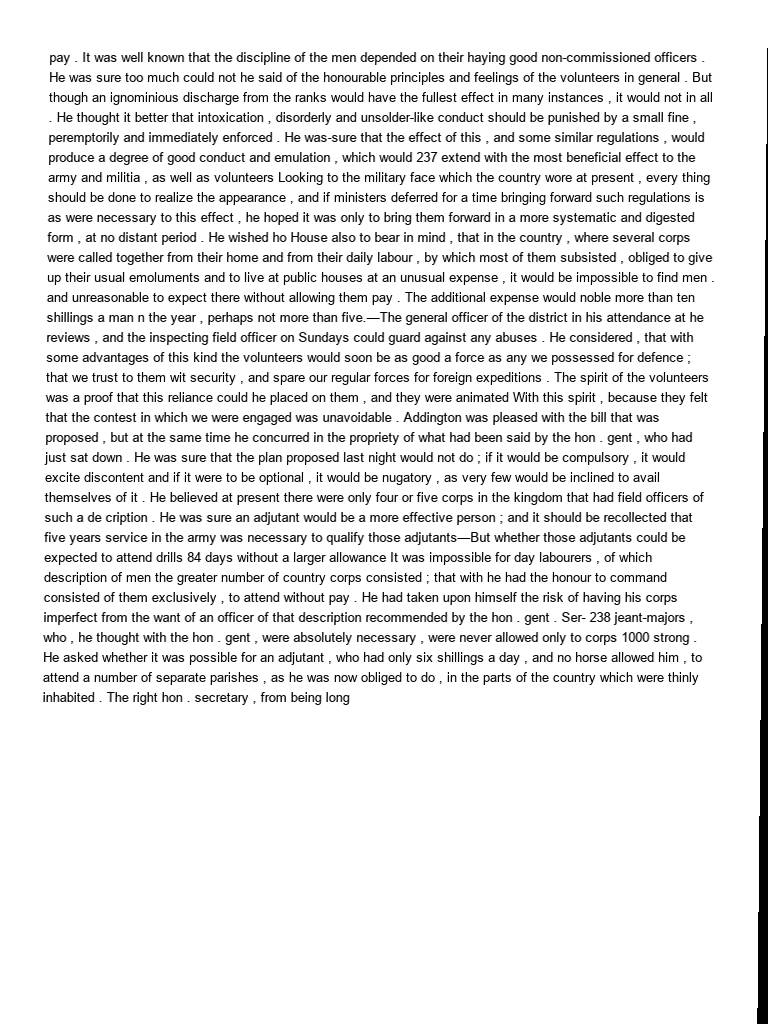 pay . It was well known that the discipline of the men depended on their haying good non-commissioned officers .
He was sure too much could not he said of the honourable principles and feelings of the volunteers in general . But
though an ignominious discharge from the ranks would have the fullest effect in many instances , it would not in all
. He thought it better that intoxication , disorderly and unsolder-like conduct should be punished by a small fine ,
peremptorily and immediately enforced . He was-sure that the effect of this , and some similar regulations , would
produce a degree of good conduct and emulation , which would 237 extend with the most beneficial effect to the
army and militia , as well as volunteers Looking to the military face which the country wore at present , every thing
should be done to realize the appearance , and if ministers deferred for a time bringing forward such regulations is
as were necessary to this effect , he hoped it was only to bring them forward in a more systematic and digested
form , at no distant period . He wished ho House also to bear in mind , that in the country , where several corps
were called together from their home and from their daily labour , by which most of them subsisted , obliged to give
up their usual emoluments and to live at public houses at an unusual expense , it would be impossible to find men .
and unreasonable to expect there without allowing them pay . The additional expense would noble more than ten
shillings a man n the year , perhaps not more than five.—The general officer of the district in his attendance at he
reviews , and the inspecting field officer on Sundays could guard against any abuses . He considered , that with
some advantages of this kind the volunteers would soon be as good a force as any we possessed for defence ;
that we trust to them wit security , and spare our regular forces for foreign expeditions . The spirit of the volunteers
was a proof that this reliance could he placed on them , and they were animated With this spirit , because they felt
that the contest in which we were engaged was unavoidable . Addington was pleased with the bill that was
proposed , but at the same time he concurred in the propriety of what had been said by the hon . gent , who had
just sat down . He was sure that the plan proposed last night would not do ; if it would be compulsory , it would
excite discontent and if it were to be optional , it would be nugatory , as very few would be inclined to avail
themselves of it . He believed at present there were only four or five corps in the kingdom that had field officers of
such a de cription . He was sure an adjutant would be a more effective person ; and it should be recollected that
five years service in the army was necessary to qualify those adjutants—But whether those adjutants could be
expected to attend drills 84 days without a larger allowance It was impossible for day labourers , of which
description of men the greater number of country corps consisted ; that with he had the honour to command
consisted of them exclusively , to attend without pay . He had taken upon himself the risk of having his corps
imperfect from the want of an officer of that description recommended by the hon . gent . Ser- 238 jeant-majors ,
who , he thought with the hon . gent , were absolutely necessary , were never allowed only to corps 1000 strong .
He asked whether it was possible for an adjutant , who had only six shillings a day , and no horse allowed him , to
attend a number of separate parishes , as he was now obliged to do , in the parts of the country which were thinly
inhabited . The right hon . secretary , from being long